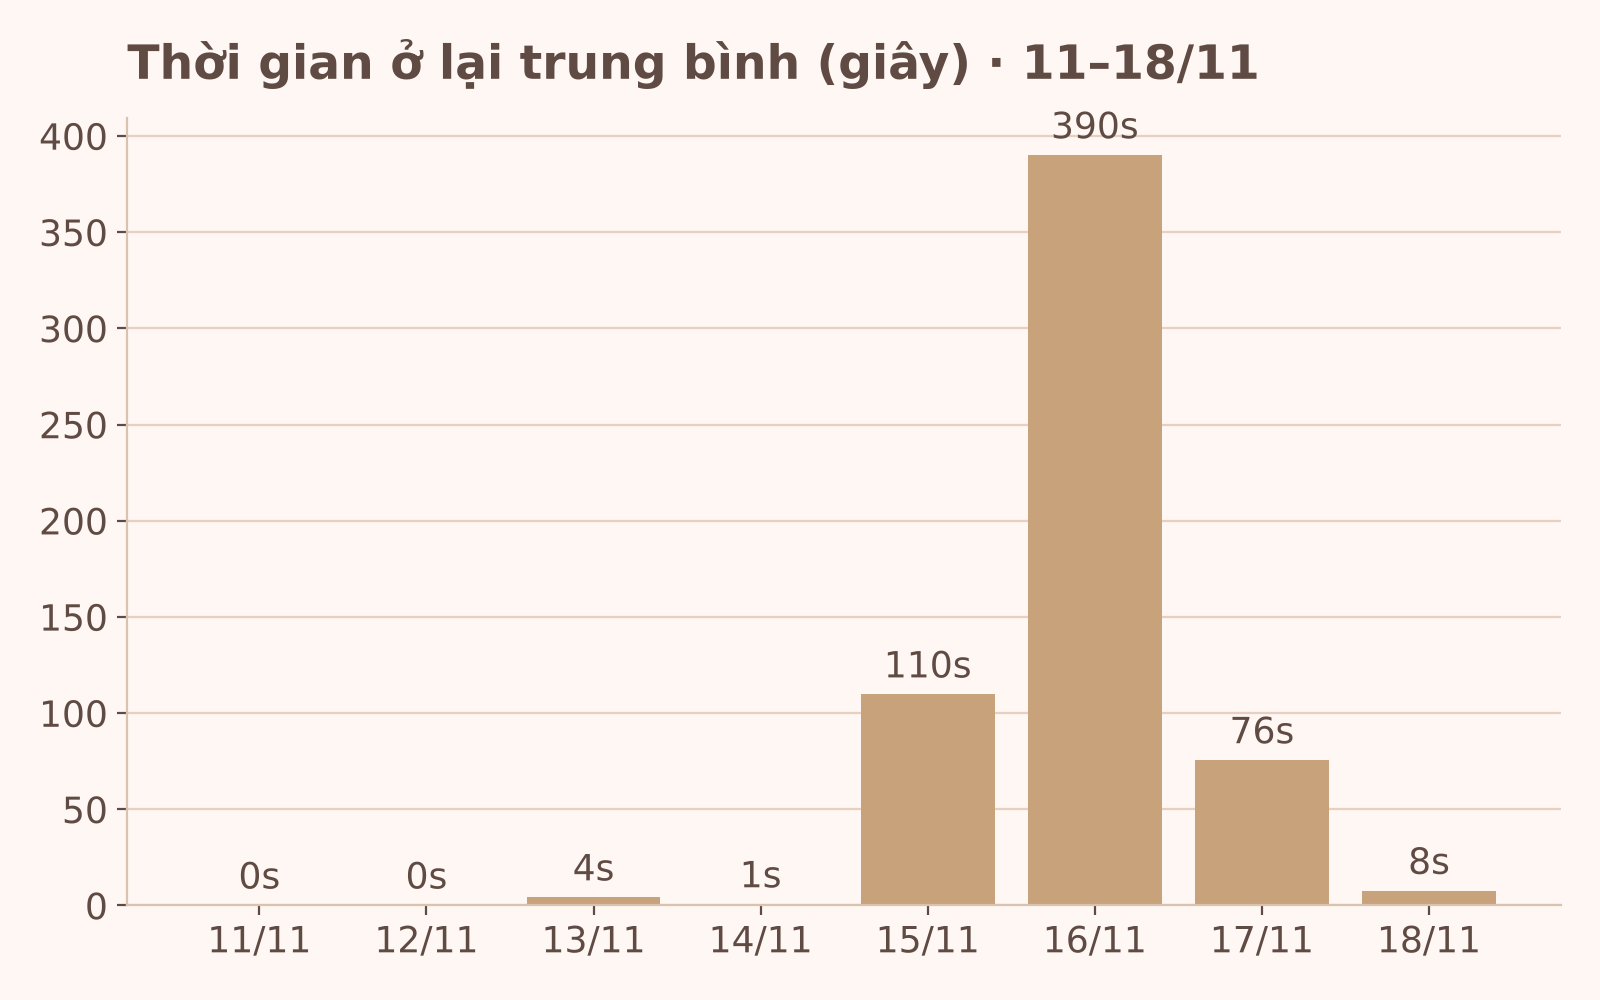 Thời gian ở lại trung bình (giây) · 11–18/11
400
350
300
250
200
150
100
50
0
0s
0s
4s
1s
110s
390s
76s
8s
11/11
12/11
13/11
14/11
15/11
16/11
17/11
18/11